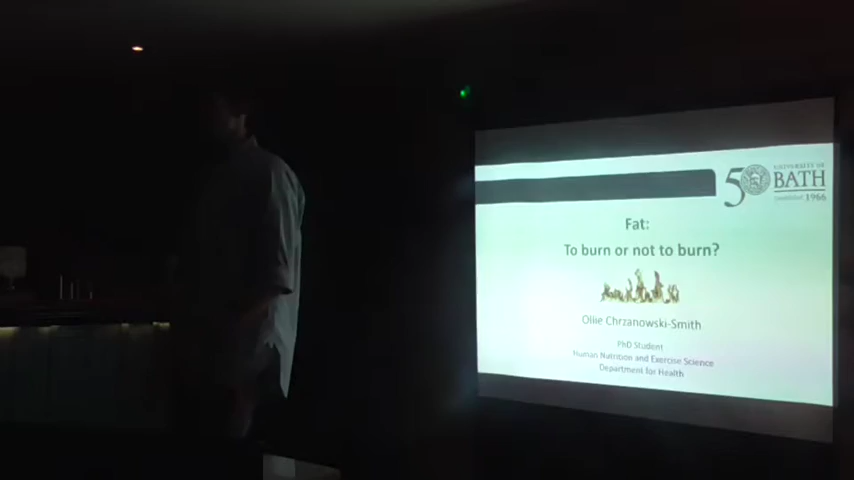 50
UNIVERSITY OF
BATH
1966
Fat:
To burn or not to burn?
Ollie Chrzanowski-Smith
PhD Student
Human Nutrition and Exercise Science
Department for Health